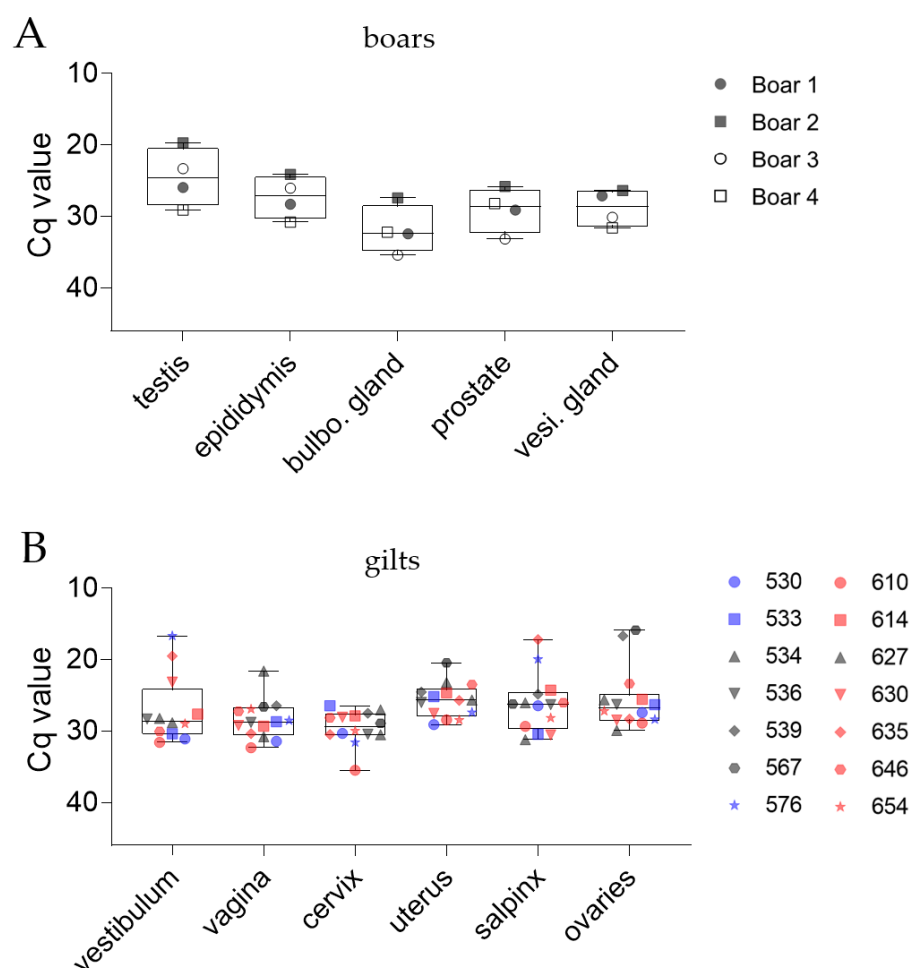 A
boars
10
20
30
40
Cq value
testis
epididymis
bulbo. gland
prostate
vesi. gland
Boar 1
Boar 2
Boar 3
Boar 4
B
gilts
10
20
30
40
Cq value
vestibulum
vagina
cervix
uterus
salpinx
ovaries
530 610
533 614
534 627
536 630
539 635
567 646
576 654